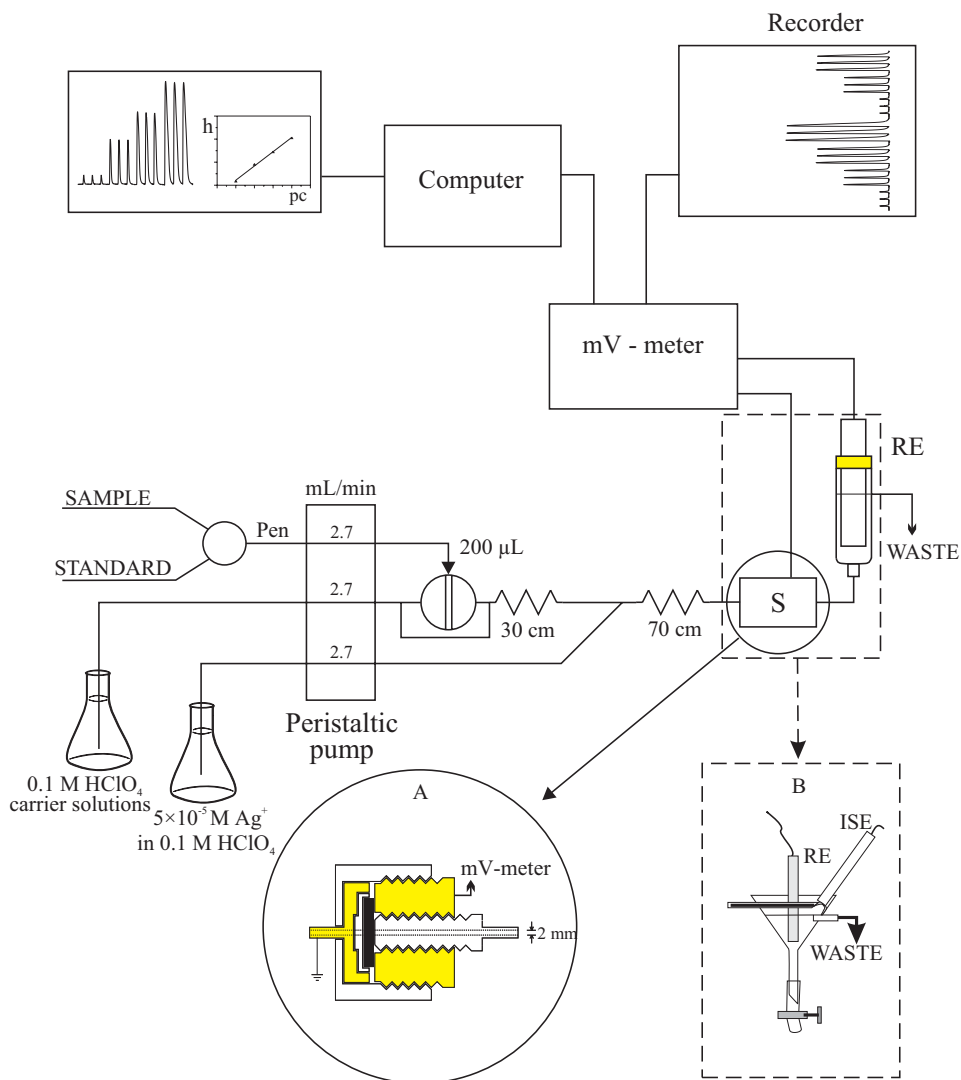 Recorder
h
pc
Computer
mV - meter
RE
WASTE
mL/min
SAMPLE
Pen
2.7
200 µL
STANDARD
2.7
30 cm
70 cm
S
2.7
Peristaltic
pump
0.1 M HClO₄
carrier solutions
5×10⁻⁵ M Ag⁺
in 0.1 M HClO₄
A
mV-meter
2 mm
B
ISE
RE
WASTE